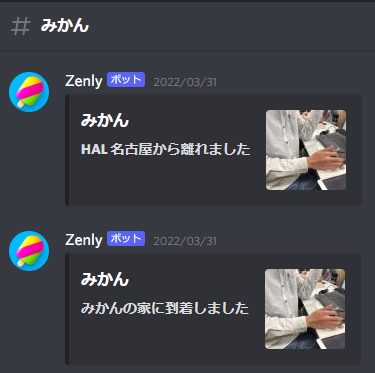 # みかん
Zenly ボット 2022/03/31
みかん
HAL 名古屋から離れました
Zenly ボット 2022/03/31
みかん
みかんの家に到着しました